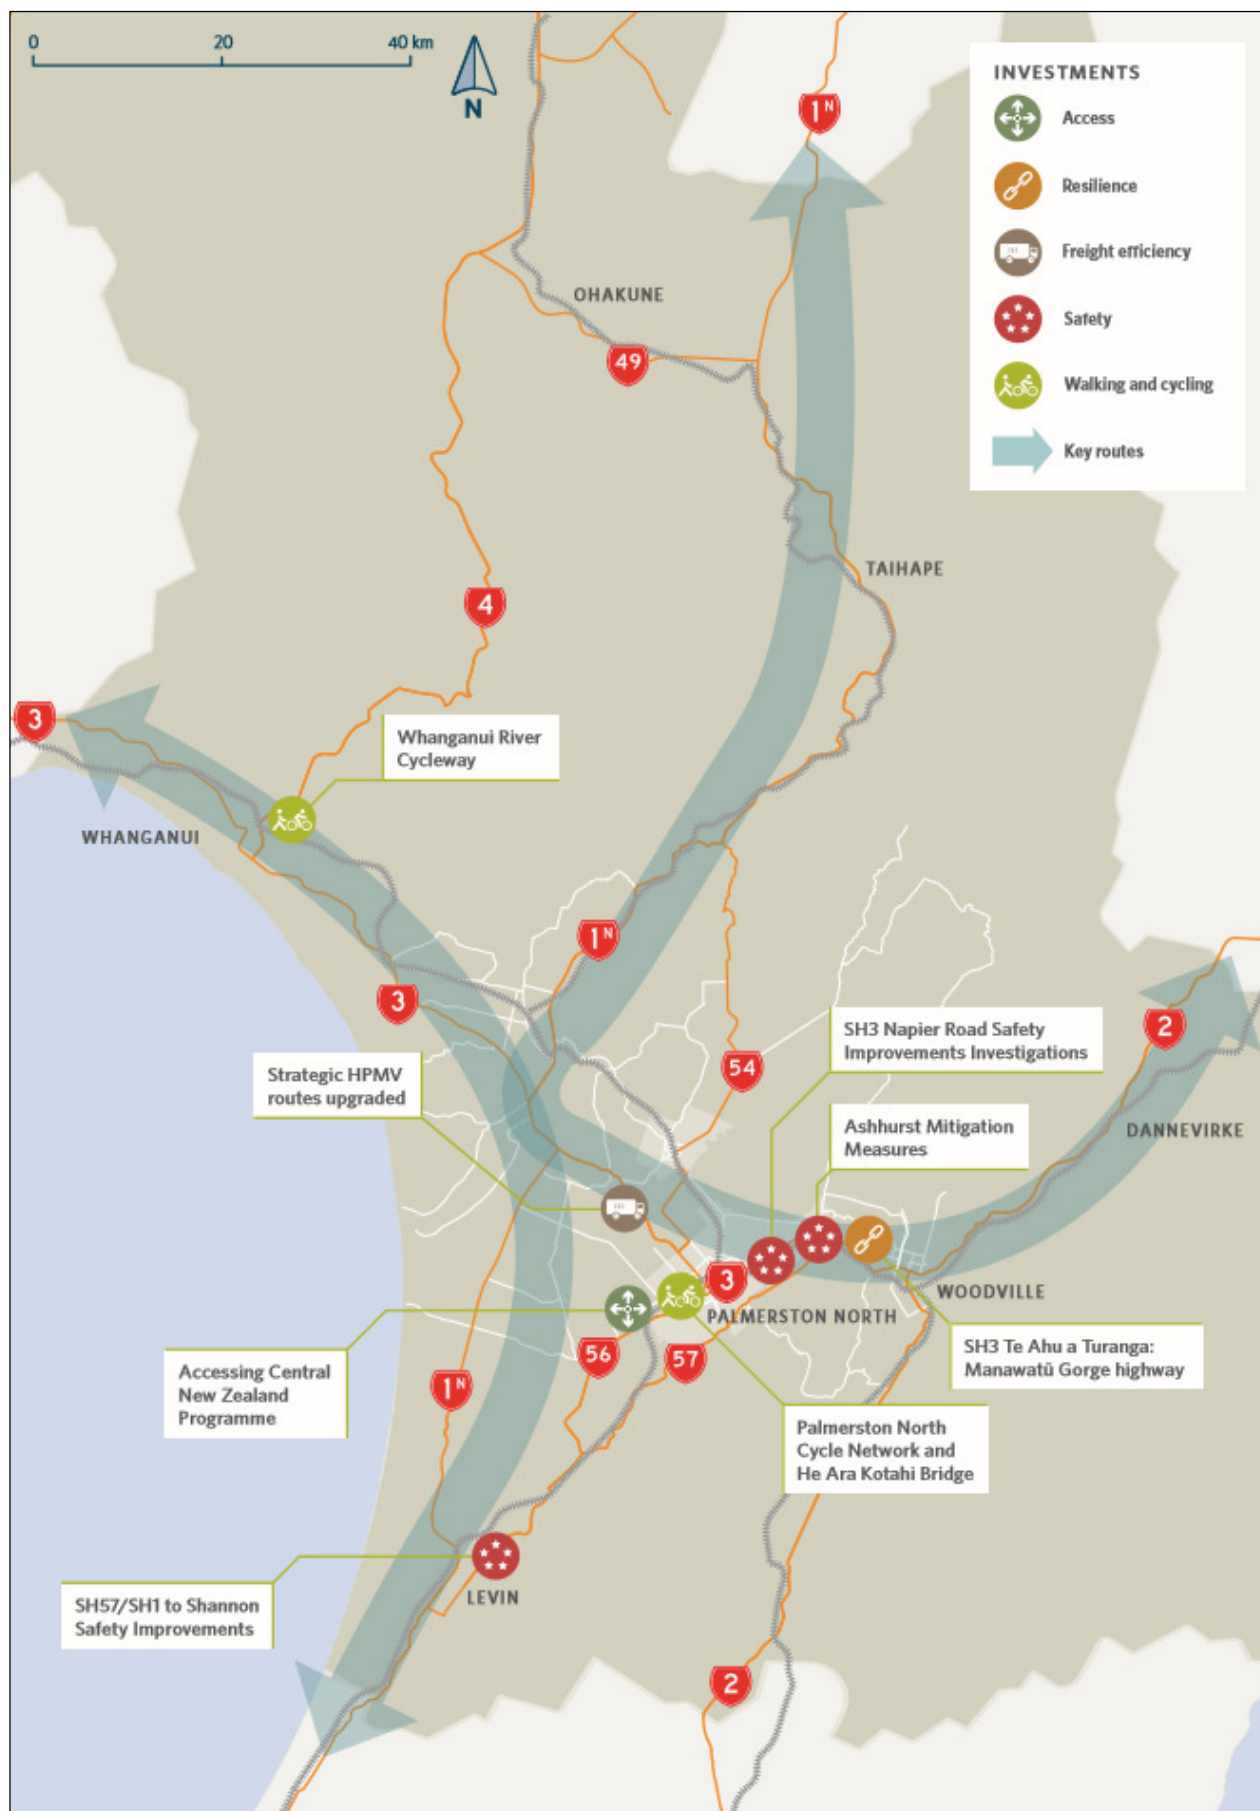 0
20
40 km
N
INVESTMENTS
Access
Resilience
Freight efficiency
Safety
Walking and cycling
Key routes
1N
OHAKUNE
49
TAIHAPE
4
3
Whanganui River
Cycleway
WHANGANUI
1N
3
SH3 Napier Road Safety
Improvements Investigations
2
Strategic HPMV
routes upgraded
54
Ashhurst Mitigation
Measures
DANNEVIRKE
3
WOODVILLE
PALMERSTON NORTH
56
57
SH3 Te Ahu a Turanga:
Manawatū Gorge highway
Accessing Central
New Zealand
Programme
1N
Palmerston North
Cycle Network and
He Ara Kotahi Bridge
LEVIN
SH57/SH1 to Shannon
Safety Improvements
2